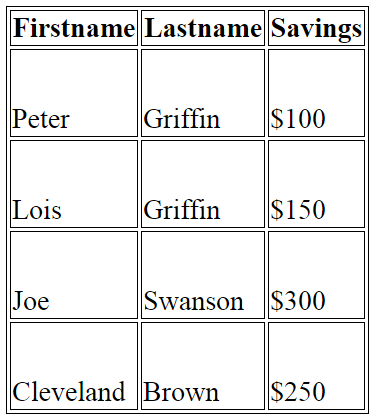 Firstname Lastname Savings
Peter Griffin $100
Lois Griffin $150
Joe Swanson $300
Cleveland Brown $250